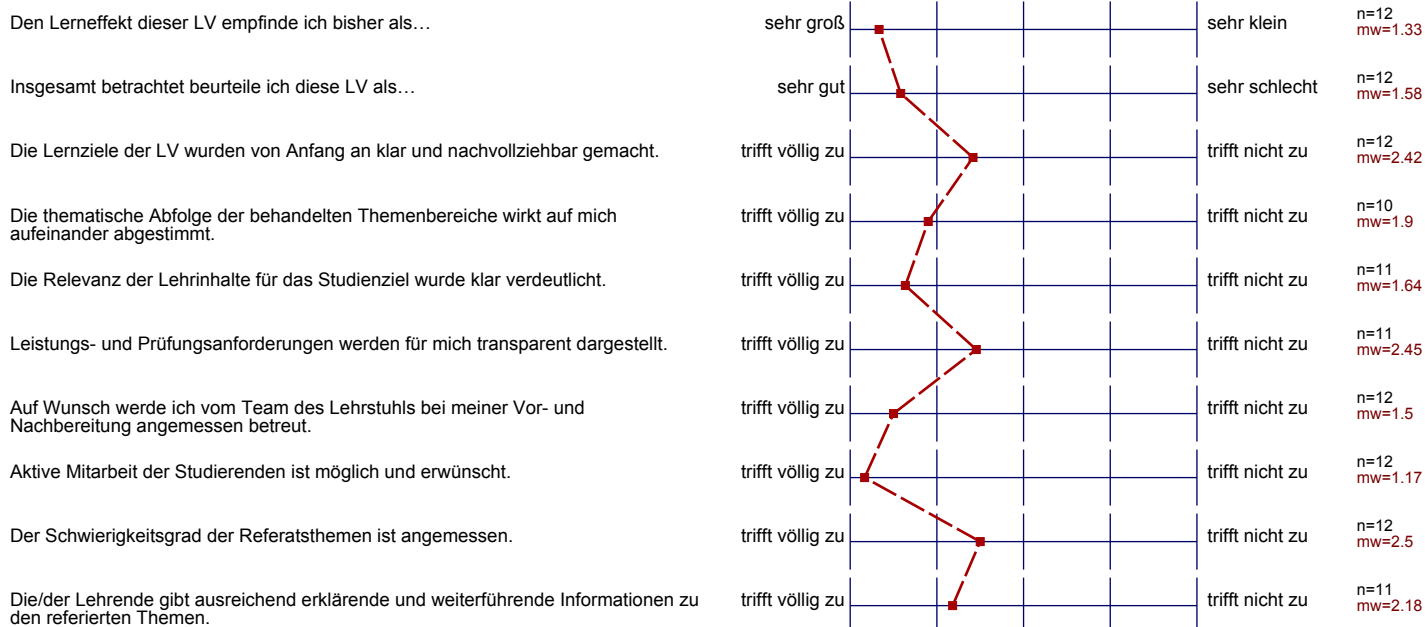 Den Lerneffekt dieser LV empfinde ich bisher als… sehr groß sehr klein n=12
mw=1.33
Insgesamt betrachtet beurteile ich diese LV als… sehr gut sehr schlecht n=12
mw=1.58
Die Lernziele der LV wurden von Anfang an klar und nachvollziehbar gemacht. trifft völlig zu trifft nicht zu n=12
mw=2.42
Die thematische Abfolge der behandelten Themenbereiche wirkt auf mich
aufeinander abgestimmt. trifft völlig zu trifft nicht zu n=10
mw=1.9
Die Relevanz der Lehrinhalte für das Studienziel wurde klar verdeutlicht. trifft völlig zu trifft nicht zu n=11
mw=1.64
Leistungs- und Prüfungsanforderungen werden für mich transparent dargestellt. trifft völlig zu trifft nicht zu n=11
mw=2.45
Auf Wunsch werde ich vom Team des Lehrstuhls bei meiner Vor- und
Nachbereitung angemessen betreut. trifft völlig zu trifft nicht zu n=12
mw=1.5
Aktive Mitarbeit der Studierenden ist möglich und erwünscht. trifft völlig zu trifft nicht zu n=12
mw=1.17
Der Schwierigkeitsgrad der Referatsthemen ist angemessen. trifft völlig zu trifft nicht zu n=12
mw=2.5
Die/der Lehrende gibt ausreichend erklärende und weiterführende Informationen zu
den referierten Themen. trifft völlig zu trifft nicht zu n=11
mw=2.18